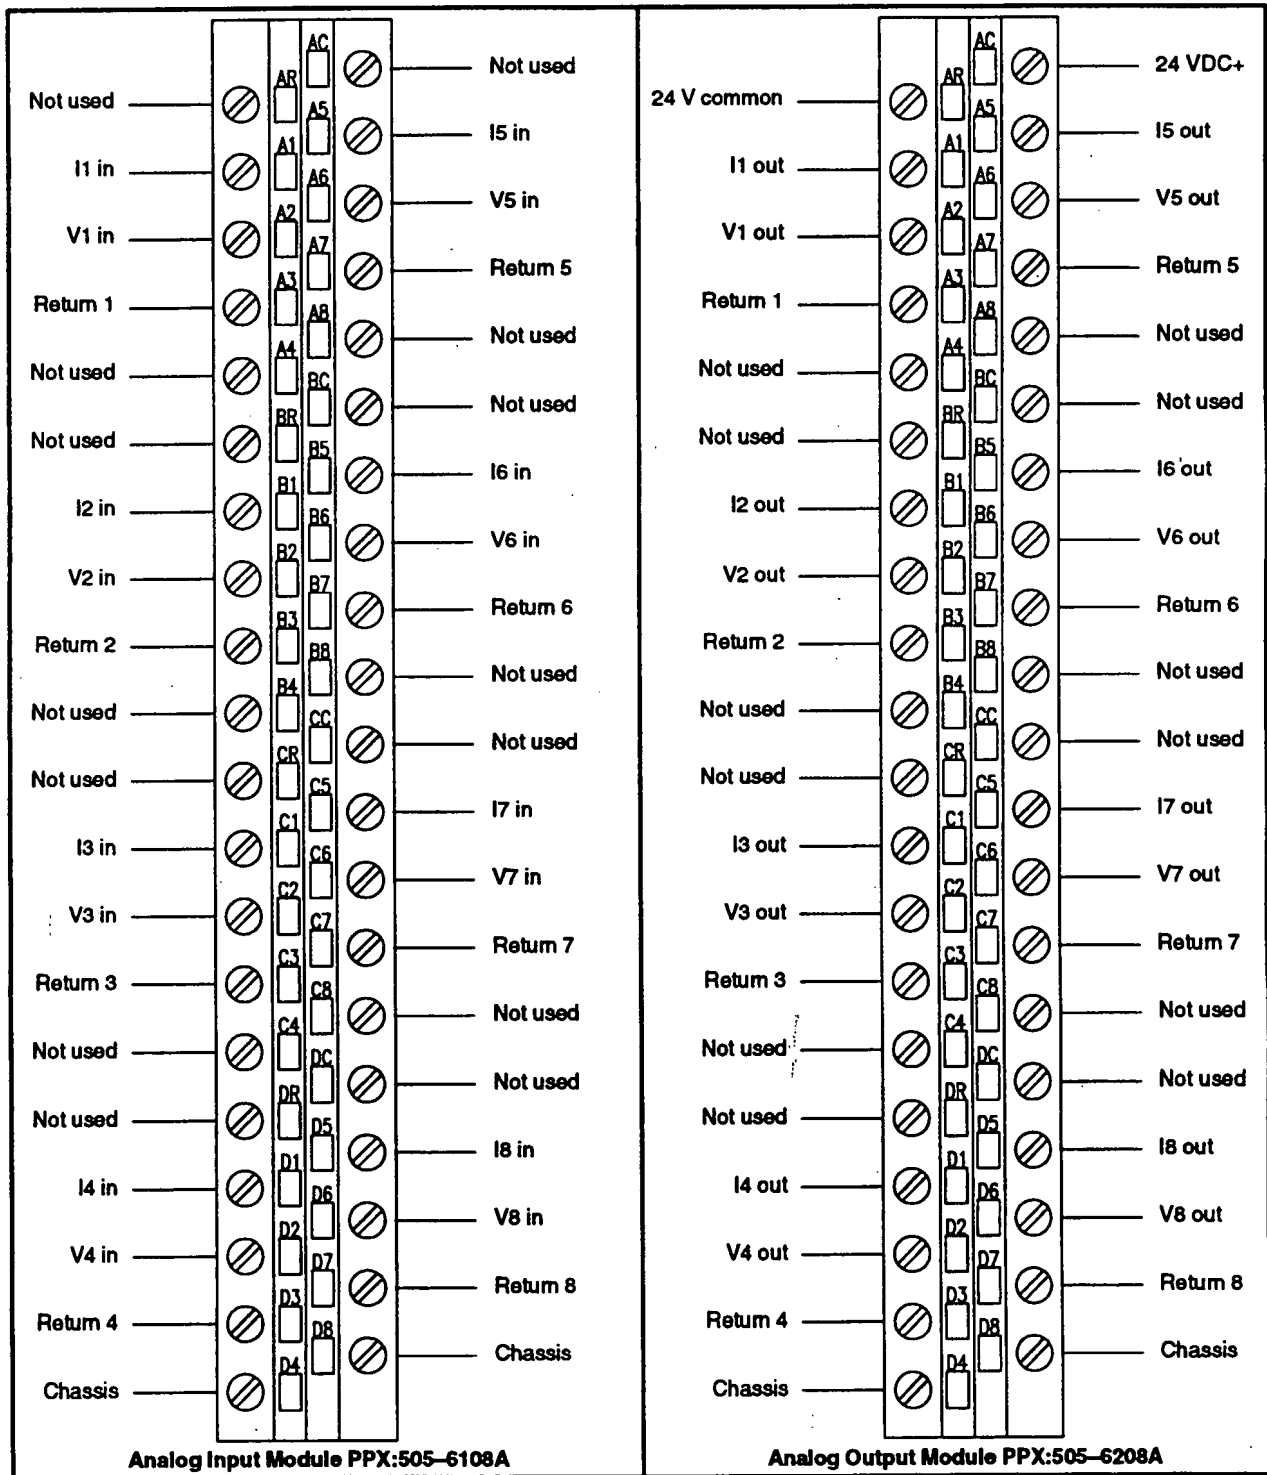 AC
Not used
AR
Not used
A5
I5 in
A1
I1 in
A6
V5 in
A2
V1 in
A7
Return 5
A3
Return 1
A8
Not used
A4
Not used
BC
Not used
BR
Not used
B5
I6 in
B1
I2 in
B6
V6 in
B2
V2 in
B7
Return 6
B3
Return 2
B8
Not used
B4
Not used
CC
Not used
CR
Not used
C5
I7 in
C1
I3 in
C6
V7 in
C2
V3 in
C7
Return 7
C3
Return 3
C8
Not used
C4
Not used
DC
Not used
DR
Not used
D5
I8 in
D1
I4 in
D6
V8 in
D2
V4 in
D7
Return 8
D3
Return 4
D8
Chassis
D4
Chassis
Analog Input Module PPX:505–6108A
AC
24 VDC+
AR
24 V common
A5
I5 out
A1
I1 out
A6
V5 out
A2
V1 out
A7
Return 5
A3
Return 1
A8
Not used
A4
Not used
BC
Not used
BR
Not used
B5
I6 out
B1
I2 out
B6
V6 out
B2
V2 out
B7
Return 6
B3
Return 2
B8
Not used
B4
Not used
CC
Not used
CR
Not used
C5
I7 out
C1
I3 out
C6
V7 out
C2
V3 out
C7
Return 7
C3
Return 3
C8
Not used
C4
Not used
DC
Not used
DR
Not used
D5
I8 out
D1
I4 out
D6
V8 out
D2
V4 out
D7
Return 8
D3
Return 4
D8
Chassis
D4
Chassis
Analog Output Module PPX:505–6208A